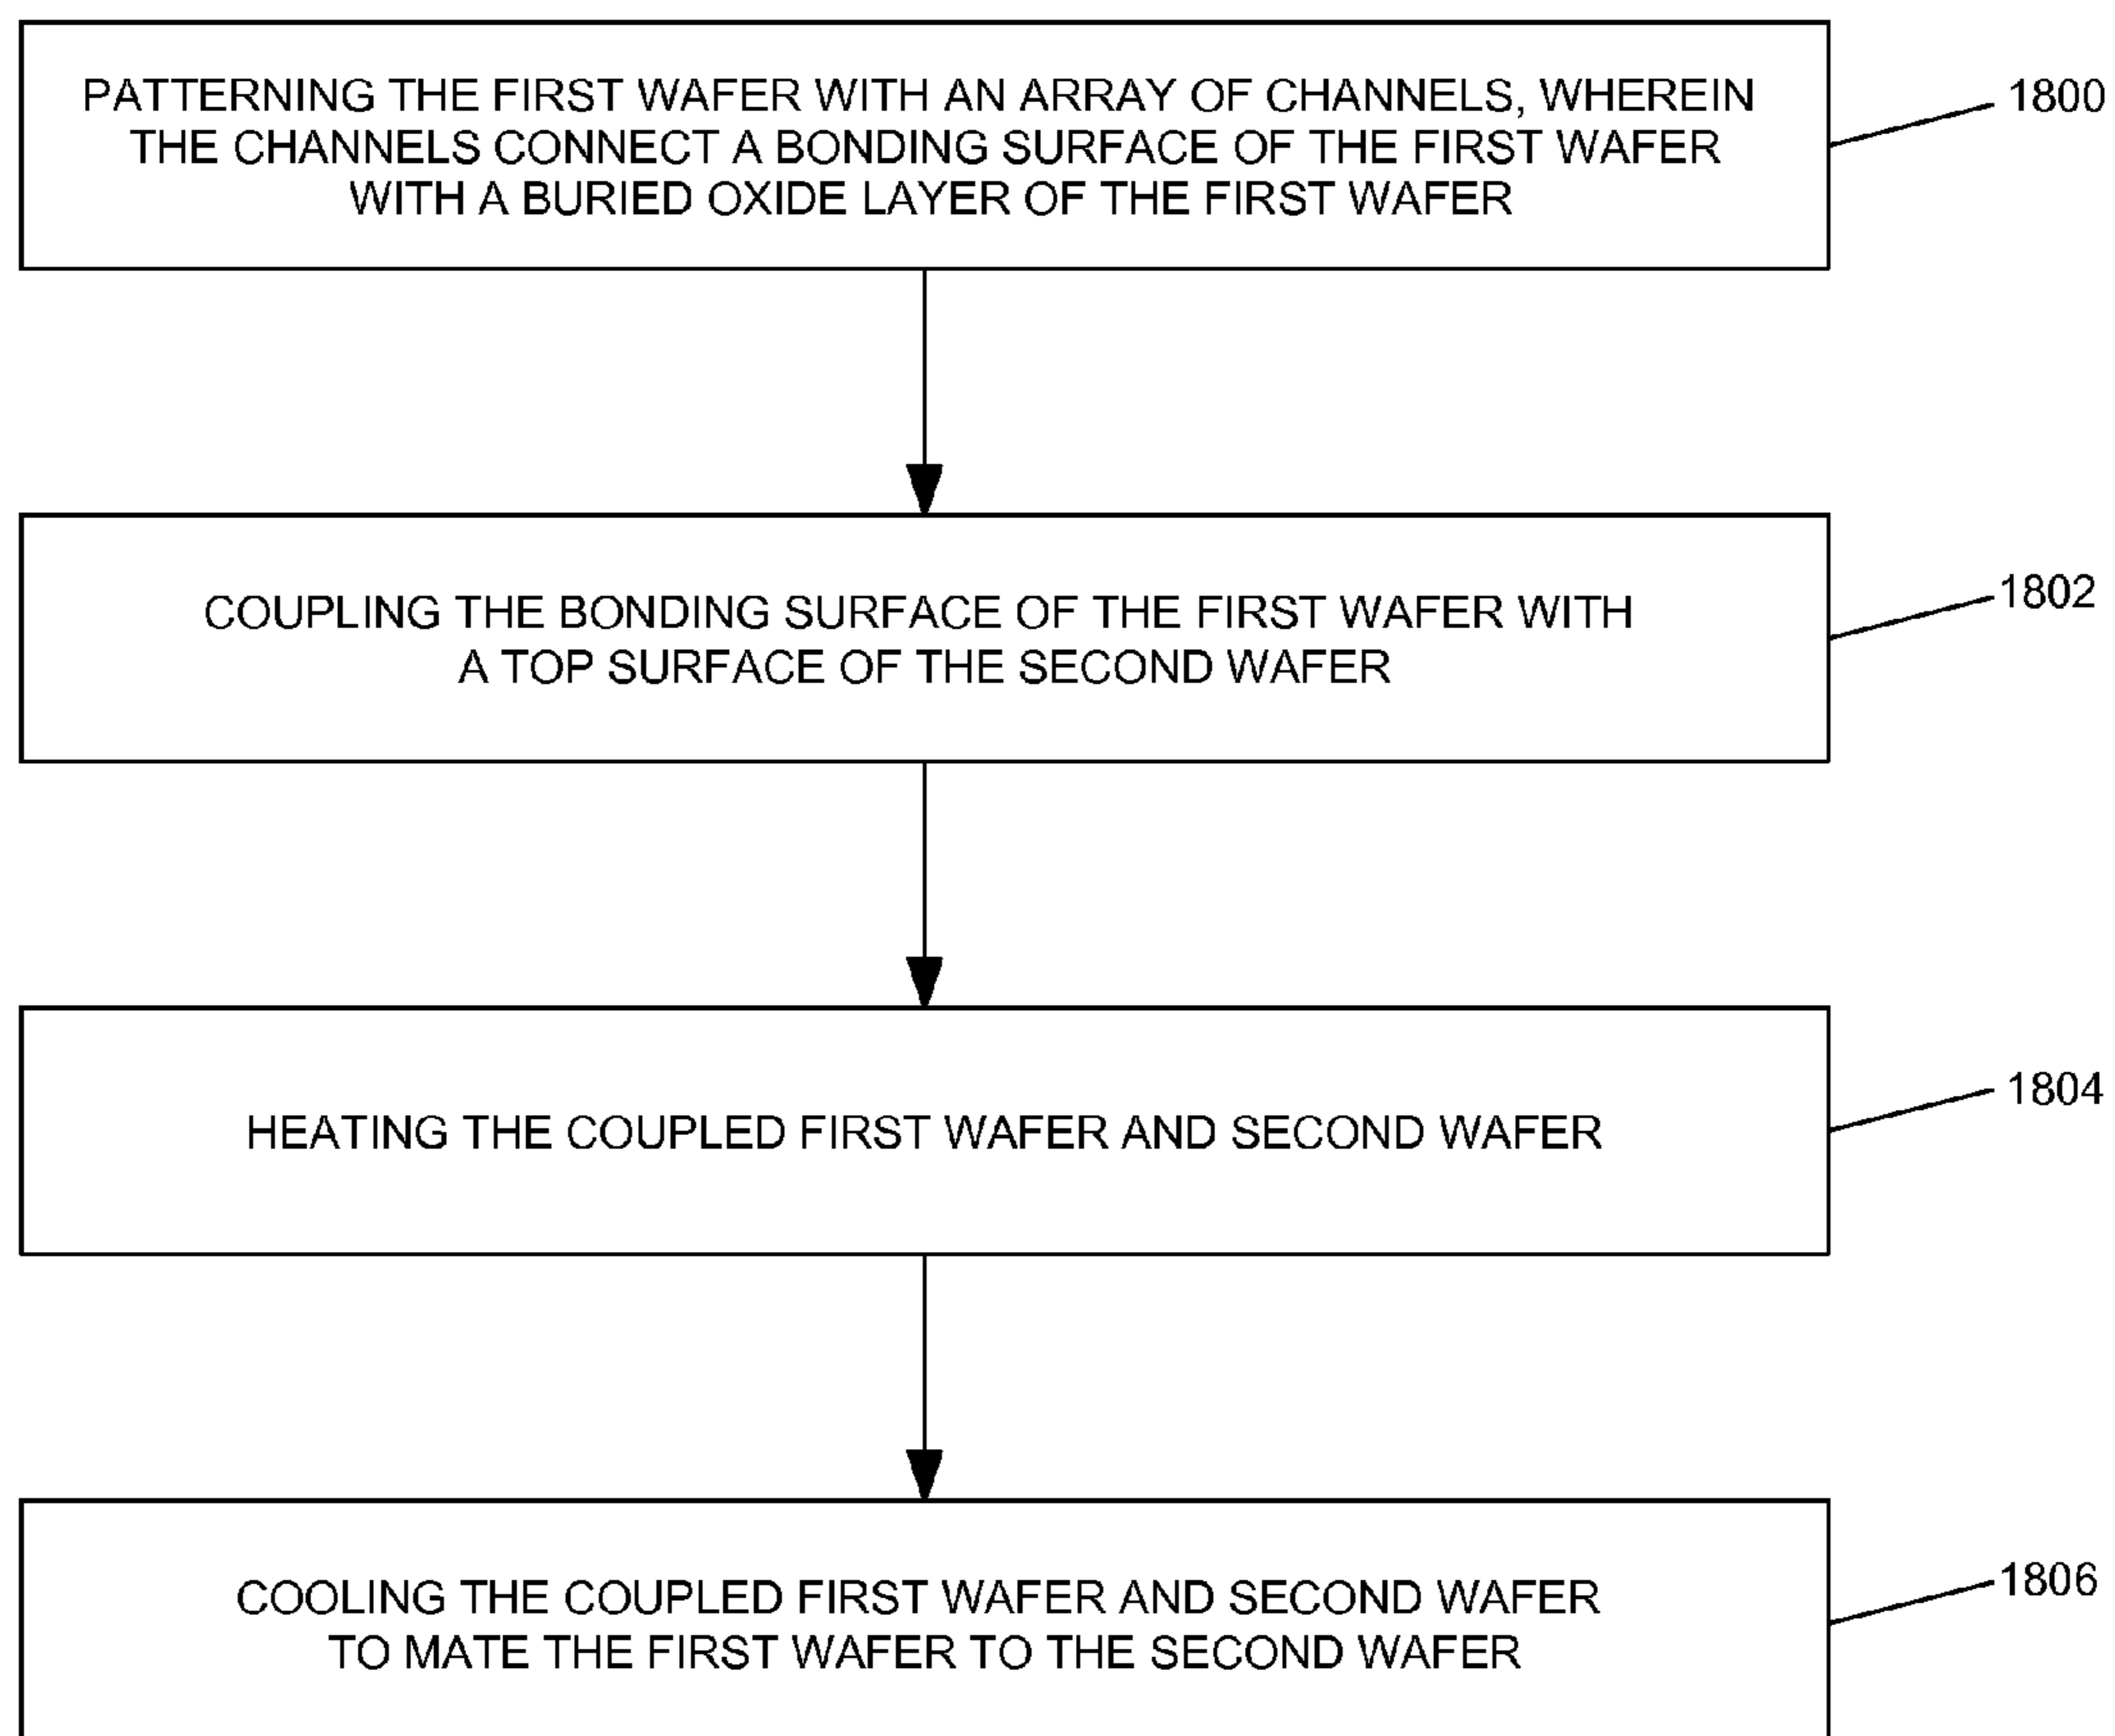 PATTERNING THE FIRST WAFER WITH AN ARRAY OF CHANNELS, WHEREIN
THE CHANNELS CONNECT A BONDING SURFACE OF THE FIRST WAFER
WITH A BURIED OXIDE LAYER OF THE FIRST WAFER
1800
COUPLING THE BONDING SURFACE OF THE FIRST WAFER WITH
A TOP SURFACE OF THE SECOND WAFER
1802
HEATING THE COUPLED FIRST WAFER AND SECOND WAFER
1804
COOLING THE COUPLED FIRST WAFER AND SECOND WAFER
TO MATE THE FIRST WAFER TO THE SECOND WAFER
1806